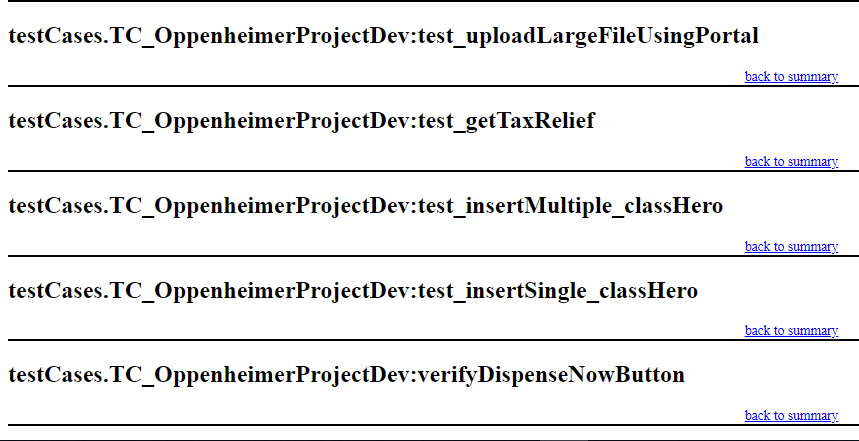 testCases.TC_OppenheimerProjectDev:test_uploadLargeFileUsingPortal
back to summary
testCases.TC_OppenheimerProjectDev:test_getTaxRelief
back to summary
testCases.TC_OppenheimerProjectDev:test_insertMultiple_classHero
back to summary
testCases.TC_OppenheimerProjectDev:test_insertSingle_classHero
back to summary
testCases.TC_OppenheimerProjectDev:verifyDispenseNowButton
back to summary